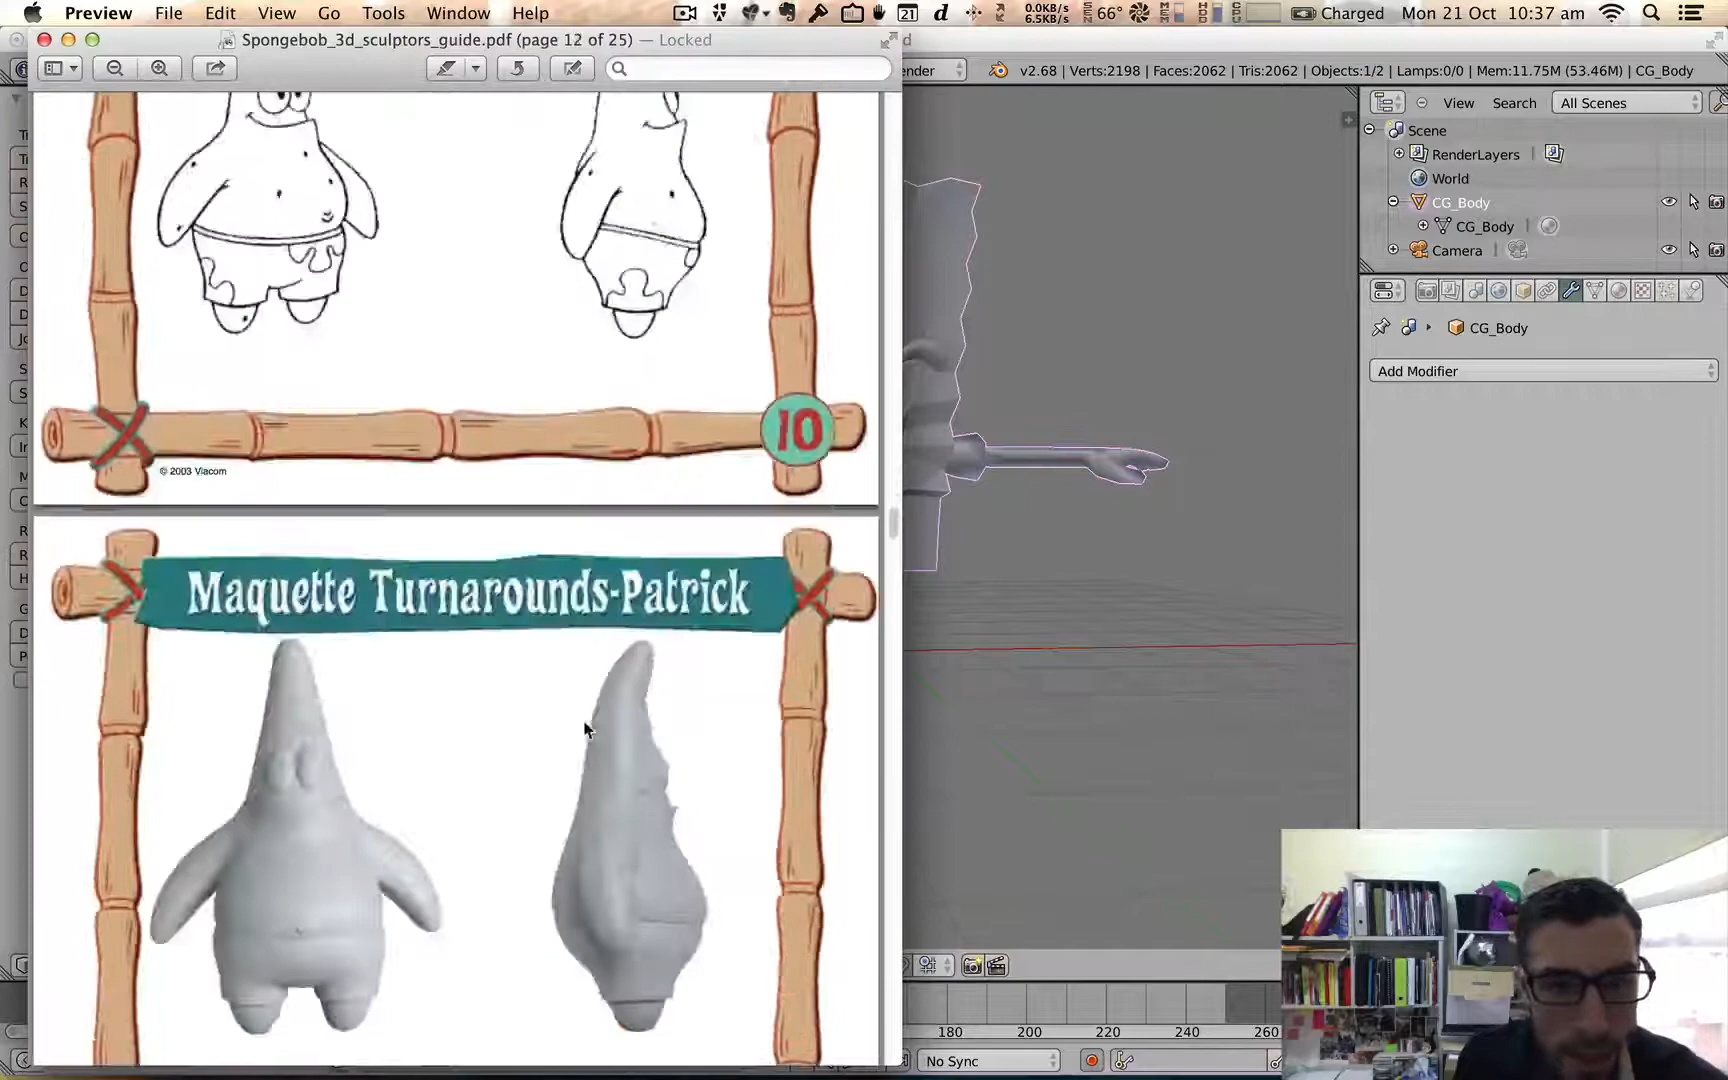 Preview File Edit View Go Tools Window Help 21 d 0.0KB/s 6.5KB/s 66° Charged Mon 21 Oct 10:37 am
Spongebob_3d_sculptors_guide.pdf (page 12 of 25) — Locked
ender v2.68 | Verts:2198 | Faces:2062 | Tris:2062 | Objects:1/2 | Lamps:0/0 | Mem:11.75M (53.46M) | CG_Body
View Search All Scenes
Scene
RenderLayers
World
CG_Body
CG_Body
Camera
CG_Body
Add Modifier
10
© 2003 Viacom
Maquette Turnarounds-Patrick
180 200 220 240 260
No Sync